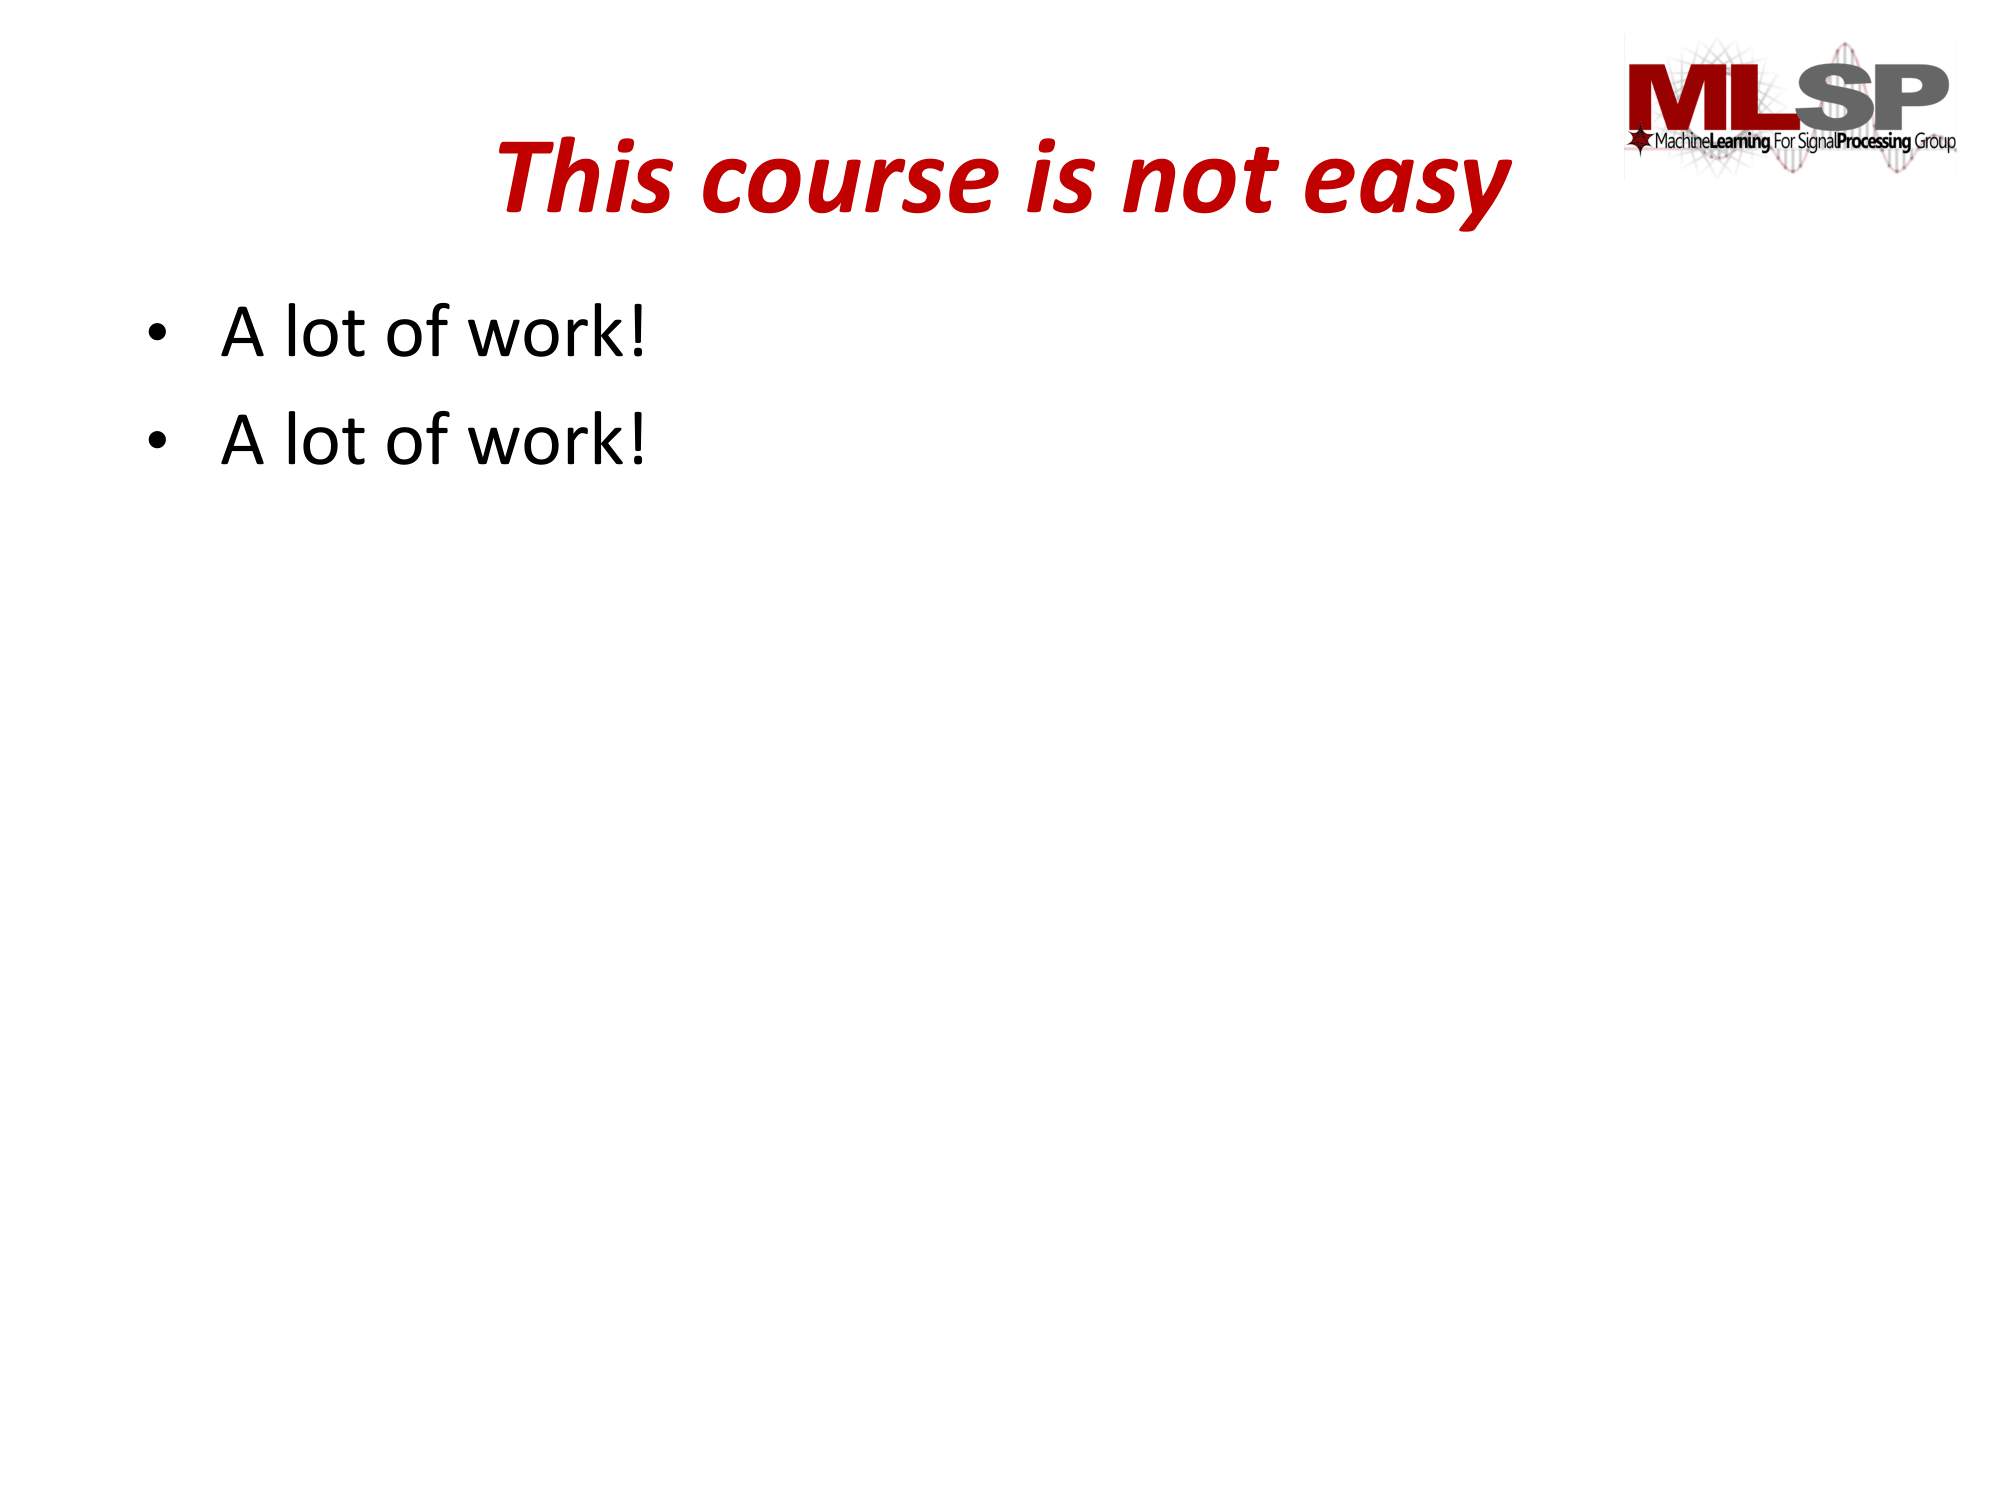 MLSP
MachineLearning For SignalProcessing Group
This course is not easy
• A lot of work!
• A lot of work!